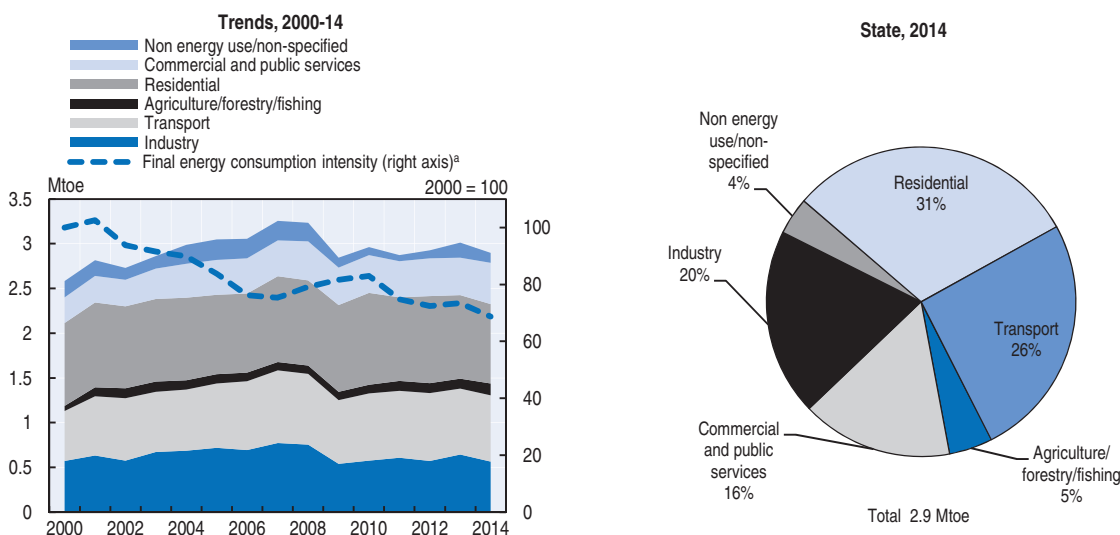 Trends, 2000-14
Non energy use/non-specified
Commercial and public services
Residential
Agriculture/forestry/fishing
Transport
Industry
Final energy consumption intensity (right axis)a
Mtoe
2000 = 100
3.5
3
2.5
2
1.5
1
0.5
0
100
80
60
40
20
0
2000 2002 2004 2006 2008 2010 2012 2014
State, 2014
Non energy
use/non-
specified
4%
Residential
31%
Industry
20%
Transport
26%
Commercial
and public
services
16%
Agriculture/
forestry/fishing
5%
Total 2.9 Mtoe